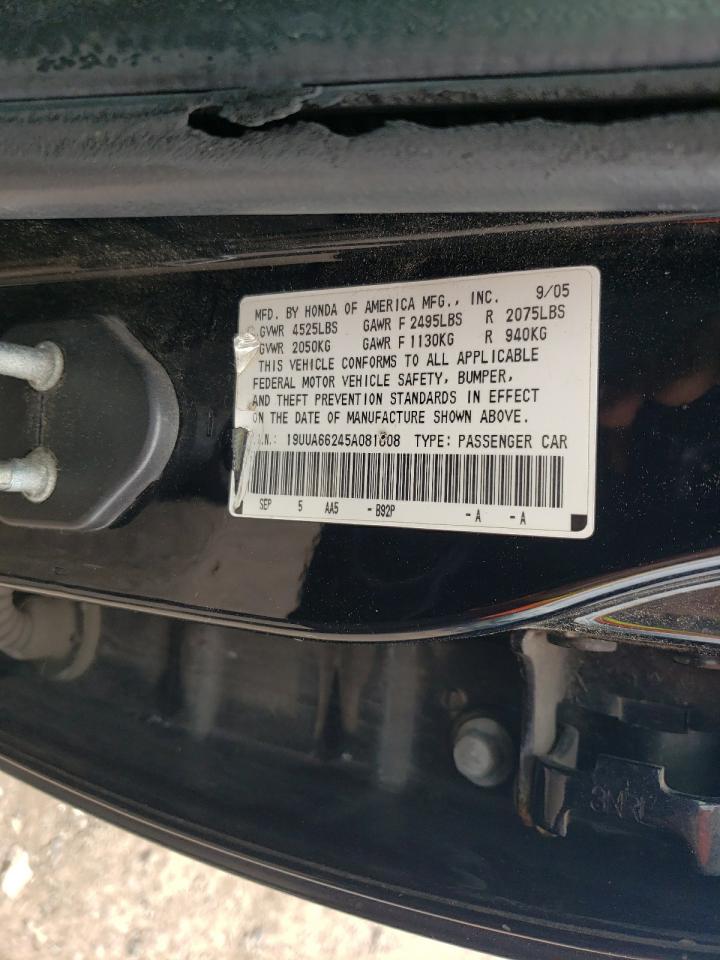 MFD. BY HONDA OF AMERICA MFG., INC. 9/05
GVWR 4525LBS GAWR F 2495LBS R 2075LBS
GVWR 2050KG GAWR F 1130KG R 940KG
THIS VEHICLE CONFORMS TO ALL APPLICABLE
FEDERAL MOTOR VEHICLE SAFETY, BUMPER,
AND THEFT PREVENTION STANDARDS IN EFFECT
ON THE DATE OF MANUFACTURE SHOWN ABOVE.
TYPE: PASSENGER CAR
SEP 5 AA5 - B92P - A - A